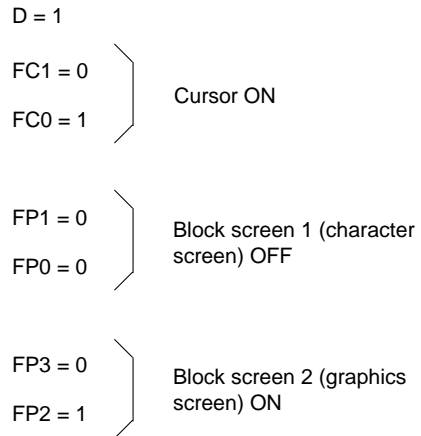 D = 1
FC1 = 0
FC0 = 1
Cursor ON
FP1 = 0
FP0 = 0
Block screen 1 (character
screen) OFF
FP3 = 0
FP2 = 1
Block screen 2 (graphics
screen) ON